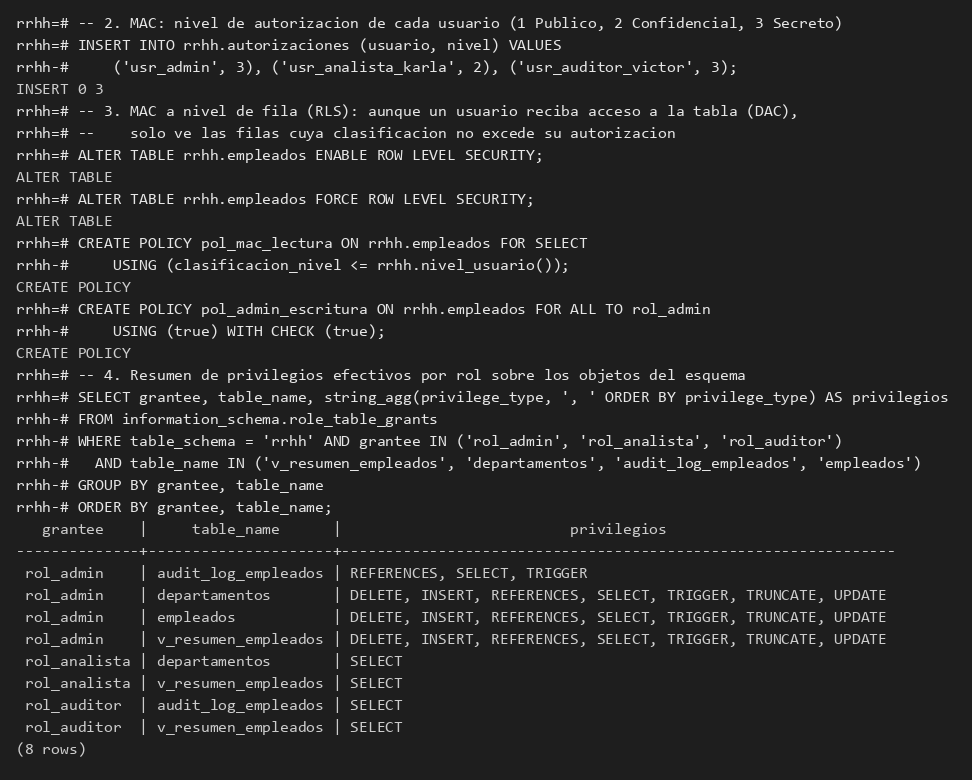 rrhh=# -- 2. MAC: nivel de autorizacion de cada usuario (1 Publico, 2 Confidencial, 3 Secreto)
rrhh=# INSERT INTO rrhh.autorizaciones (usuario, nivel) VALUES
rrhh-#     ('usr_admin', 3), ('usr_analista_karla', 2), ('usr_auditor_victor', 3);
INSERT 0 3
rrhh=# -- 3. MAC a nivel de fila (RLS): aunque un usuario reciba acceso a la tabla (DAC),
rrhh=# --    solo ve las filas cuya clasificacion no excede su autorizacion
rrhh=# ALTER TABLE rrhh.empleados ENABLE ROW LEVEL SECURITY;
ALTER TABLE
rrhh=# ALTER TABLE rrhh.empleados FORCE ROW LEVEL SECURITY;
ALTER TABLE
rrhh=# CREATE POLICY pol_mac_lectura ON rrhh.empleados FOR SELECT
rrhh-#     USING (clasificacion_nivel <= rrhh.nivel_usuario());
CREATE POLICY
rrhh=# CREATE POLICY pol_admin_escritura ON rrhh.empleados FOR ALL TO rol_admin
rrhh-#     USING (true) WITH CHECK (true);
CREATE POLICY
rrhh=# -- 4. Resumen de privilegios efectivos por rol sobre los objetos del esquema
rrhh=# SELECT grantee, table_name, string_agg(privilege_type, ', ' ORDER BY privilege_type) AS privilegios
rrhh-# FROM information_schema.role_table_grants
rrhh-# WHERE table_schema = 'rrhh' AND grantee IN ('rol_admin', 'rol_analista', 'rol_auditor')
rrhh-#   AND table_name IN ('v_resumen_empleados', 'departamentos', 'audit_log_empleados', 'empleados')
rrhh-# GROUP BY grantee, table_name
rrhh-# ORDER BY grantee, table_name;
   grantee    |     table_name      |                          privilegios
--------------+---------------------+---------------------------------------------------------------
 rol_admin    | audit_log_empleados | REFERENCES, SELECT, TRIGGER
 rol_admin    | departamentos       | DELETE, INSERT, REFERENCES, SELECT, TRIGGER, TRUNCATE, UPDATE
 rol_admin    | empleados           | DELETE, INSERT, REFERENCES, SELECT, TRIGGER, TRUNCATE, UPDATE
 rol_admin    | v_resumen_empleados | DELETE, INSERT, REFERENCES, SELECT, TRIGGER, TRUNCATE, UPDATE
 rol_analista | departamentos       | SELECT
 rol_analista | v_resumen_empleados | SELECT
 rol_auditor  | audit_log_empleados | SELECT
 rol_auditor  | v_resumen_empleados | SELECT
(8 rows)